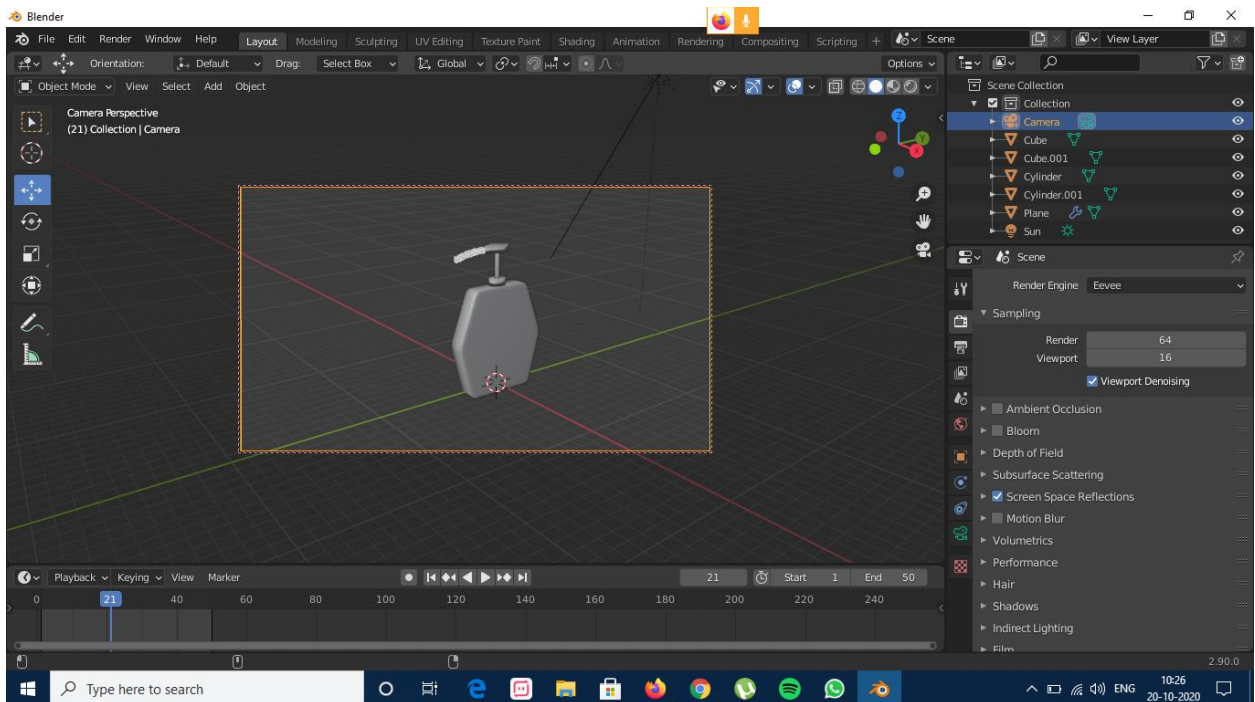 Blender
File Edit Render Window Help Layout Modeling Sculpting UV Editing Texture Paint Shading Animation Rendering Compositing Scripting + Scene View Layer
Orientation: Default Drag: Select Box Global Options
Object Mode View Select Add Object
Camera Perspective
(21) Collection | Camera
Z
Y
X
Scene Collection
Collection
Camera
Cube
Cube.001
Cylinder
Cylinder.001
Plane
Sun
Scene
Render Engine Eevee
Sampling
Render 64
Viewport 16
Viewport Denoising
Ambient Occlusion
Bloom
Depth of Field
Subsurface Scattering
Screen Space Reflections
Motion Blur
Volumetrics
Performance
Hair
Shadows
Indirect Lighting
Film
Playback Keying View Marker 21 Start 1 End 50
0 21 40 60 80 100 120 140 160 180 200 220 240
2.90.0
Type here to search
ENG
10:26
20-10-2020